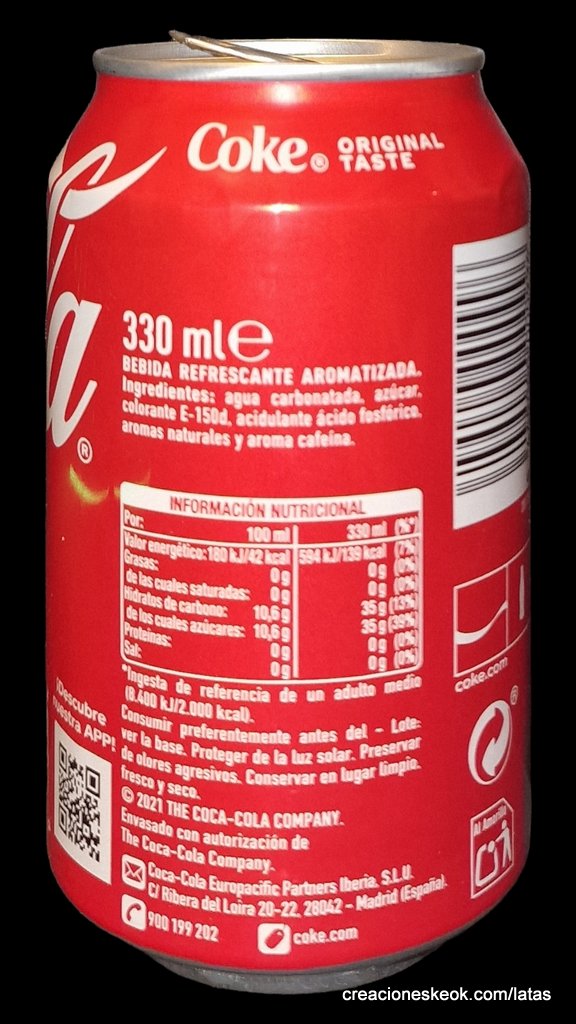 Coke® ORIGINAL
TASTE
a®
330 ml ℮
BEBIDA REFRESCANTE AROMATIZADA.
Ingredientes: agua carbonatada, azúcar,
colorante E-150d, acidulante ácido fosfórico,
aromas naturales y aroma cafeína.
INFORMACIÓN NUTRICIONAL
Por: 100 ml 330 ml (%*)
Valor energético: 180 kJ/42 kcal 594 kJ/139 kcal (7%)
Grasas: 0 g 0 g (0%)
de las cuales saturadas: 0 g 0 g (0%)
Hidratos de carbono: 10,6 g 35 g (13%)
de los cuales azúcares: 10,6 g 35 g (39%)
Proteínas: 0 g 0 g (0%)
Sal: 0 g 0 g (0%)
*Ingesta de referencia de un adulto medio
(8.400 kJ/2.000 kcal).
Consumir preferentemente antes del - Lote:
ver la base. Proteger de la luz solar. Preservar
de olores agresivos. Conservar en lugar limpio,
fresco y seco.
© 2021 THE COCA-COLA COMPANY.
Envasado con autorización de
The Coca-Cola Company.
Coca-Cola Europacific Partners Iberia, S.L.U.
C/ Ribera del Loira 20-22, 28042 - Madrid (España).
900 199 202
coke.com
¡Descubre
nuestra APP!
coke.com
®
Al Amarillo
creacioneskeok.com/latas